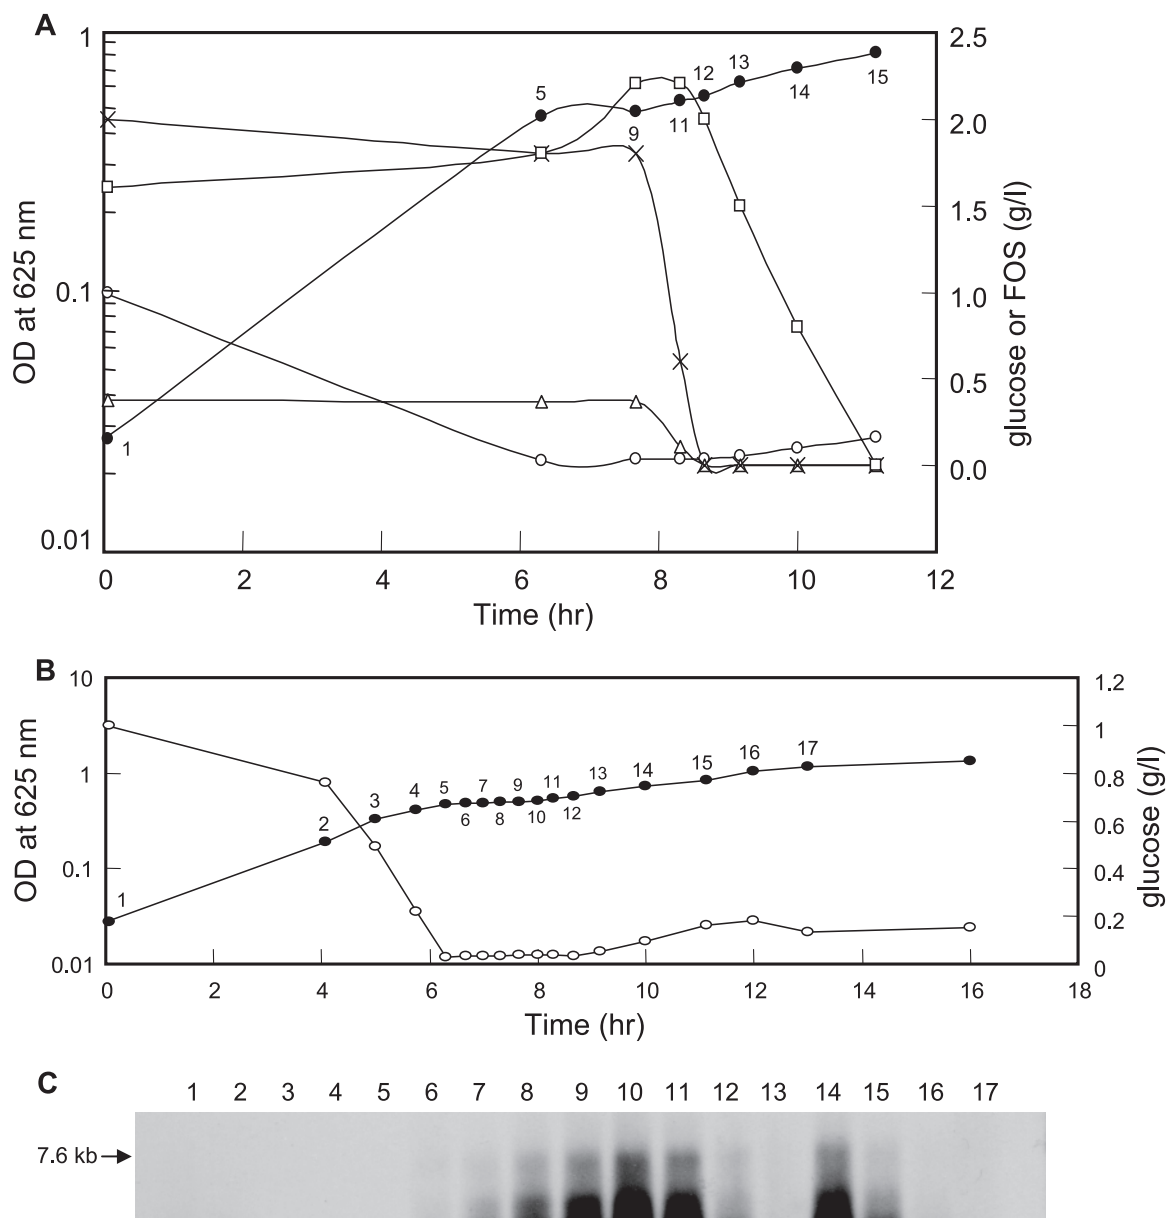 A
1
0.1
0.01
OD at 625 nm
2.5
2.0
1.5
1.0
0.5
0.0
glucose or FOS (g/l)
1
5
9
11
12
13
14
15
0 2 4 6 8 10 12
Time (hr)
B
10
1
0.1
0.01
OD at 625 nm
1.2
1
0.8
0.6
0.4
0.2
0
glucose (g/l)
1 2 3 4 5 6 7 8 9 10 11 12 13 14 15 16 17
0 2 4 6 8 10 12 14 16 18
Time (hr)
C
1 2 3 4 5 6 7 8 9 10 11 12 13 14 15 16 17
7.6 kb